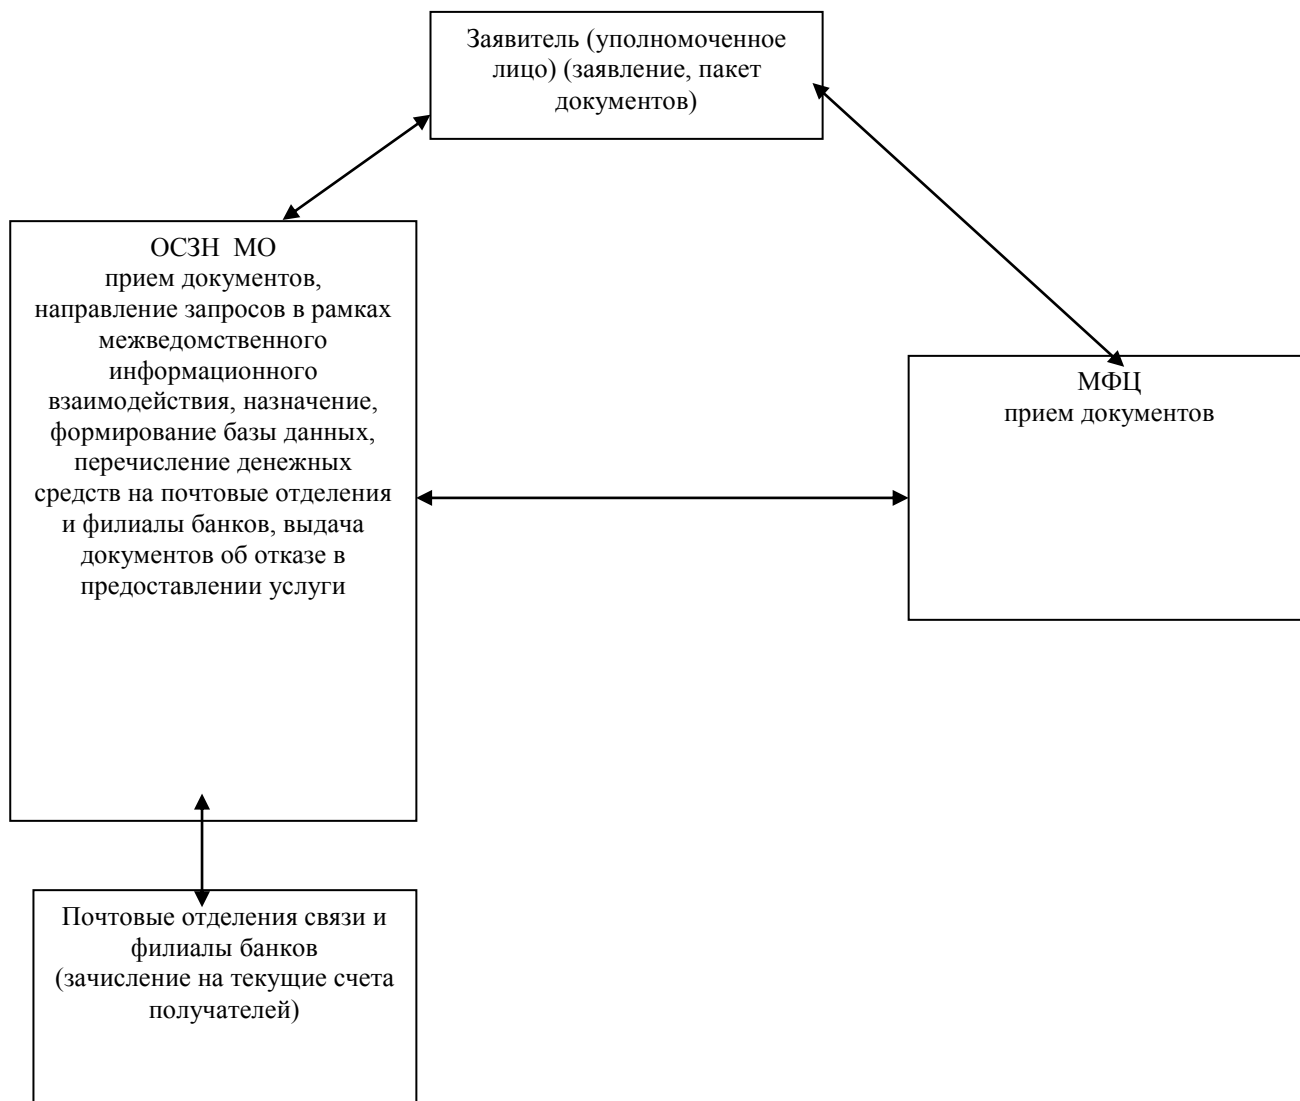 Заявитель (уполномоченное
лицо) (заявление, пакет
документов)
ОСЗН  МО
прием документов,
направление запросов в рамках
межведомственного
информационного
взаимодействия, назначение,
формирование базы данных,
перечисление денежных
средств на почтовые отделения
и филиалы банков, выдача
документов об отказе в
предоставлении услуги
МФЦ
прием документов
Почтовые отделения связи и
филиалы банков
(зачисление на текущие счета
получателей)